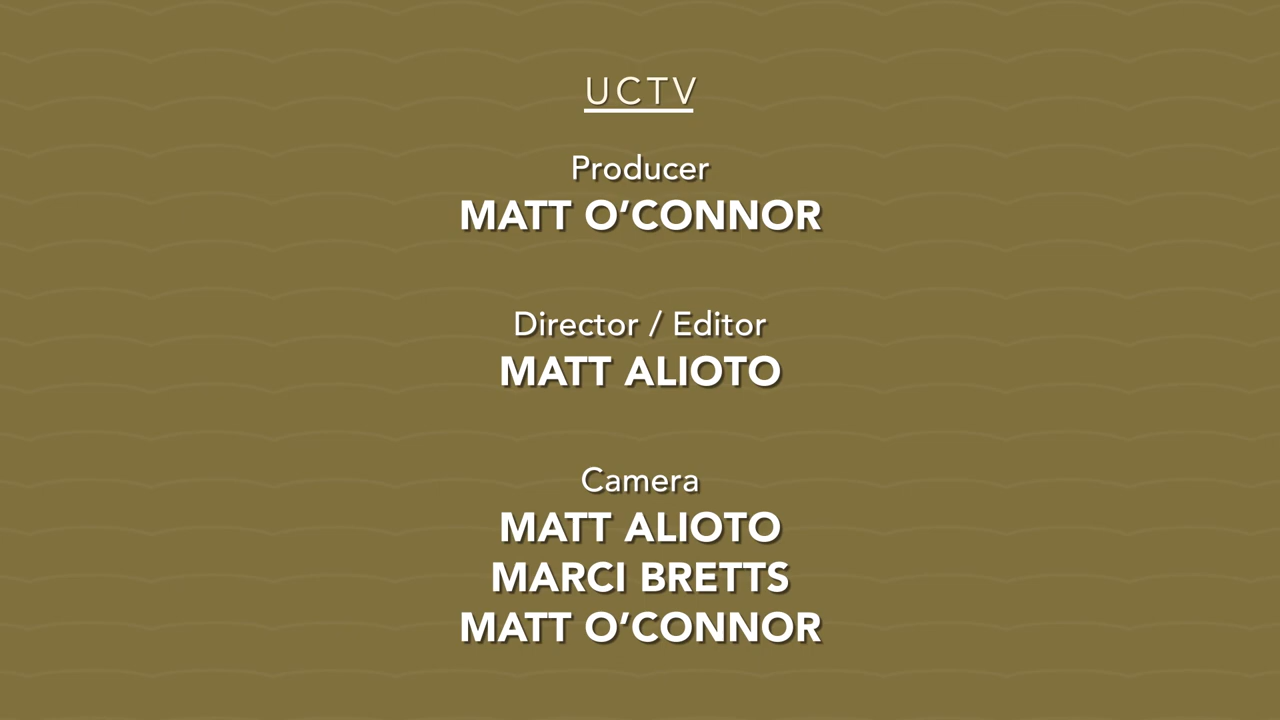 UCTV
Producer
MATT O’CONNOR
Director / Editor
MATT ALIOTO
Camera
MATT ALIOTO
MARCI BRETTS
MATT O’CONNOR